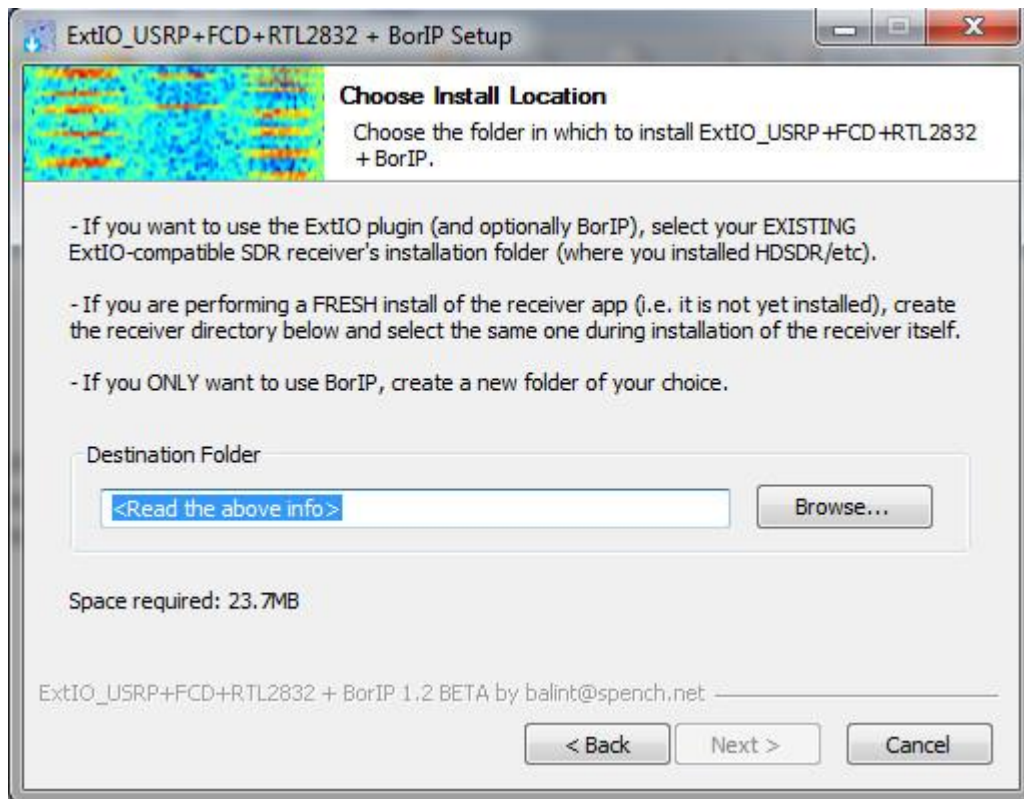 ExtIO_USRP+FCD+RTL2832 + BorIP Setup
Choose Install Location
Choose the folder in which to install ExtIO_USRP+FCD+RTL2832
+ BorIP.
- If you want to use the ExtIO plugin (and optionally BorIP), select your EXISTING
ExtIO-compatible SDR receiver's installation folder (where you installed HDSDR/etc).
- If you are performing a FRESH install of the receiver app (i.e. it is not yet installed), create
the receiver directory below and select the same one during installation of the receiver itself.
- If you ONLY want to use BorIP, create a new folder of your choice.
Destination Folder
<Read the above info>
Browse...
Space required: 23.7MB
ExtIO_USRP+FCD+RTL2832 + BorIP 1.2 BETA by balint@spench.net
< Back
Next >
Cancel